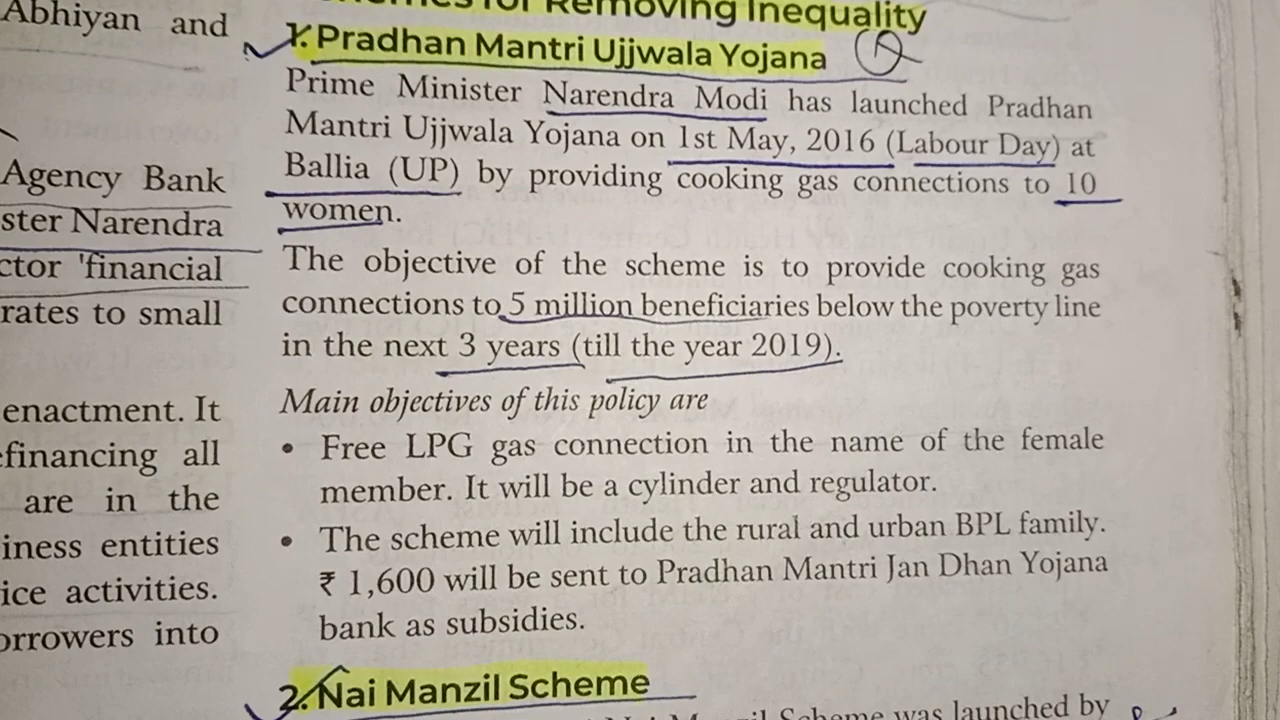 Abhiyan and
Agency Bank
ster Narendra
ctor 'financial
rates to small
enactment. It
financing all
are in the
iness entities
ice activities.
orrowers into
for Removing Inequality
1. Pradhan Mantri Ujjwala Yojana
Prime Minister Narendra Modi has launched Pradhan
Mantri Ujjwala Yojana on 1st May, 2016 (Labour Day) at
Ballia (UP) by providing cooking gas connections to 10
women.
The objective of the scheme is to provide cooking gas
connections to 5 million beneficiaries below the poverty line
in the next 3 years (till the year 2019).
Main objectives of this policy are
• Free LPG gas connection in the name of the female
member. It will be a cylinder and regulator.
• The scheme will include the rural and urban BPL family.
₹ 1,600 will be sent to Pradhan Mantri Jan Dhan Yojana
bank as subsidies.
2. Nai Manzil Scheme
Scheme was launched by